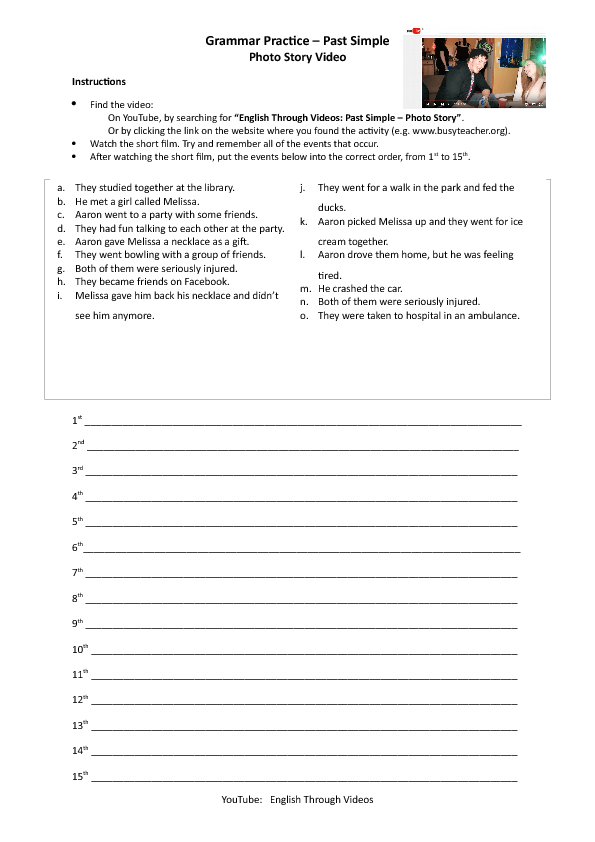 Grammar Practice – Past Simple
Photo Story Video
Instructions
• Find the video:
On YouTube, by searching for “English Through Videos: Past Simple – Photo Story”.
Or by clicking the link on the website where you found the activity (e.g. www.busyteacher.org).
• Watch the short film. Try and remember all of the events that occur.
• After watching the short film, put the events below into the correct order, from 1st to 15th.
a. They studied together at the library.
b. He met a girl called Melissa.
c. Aaron went to a party with some friends.
d. They had fun talking to each other at the party.
e. Aaron gave Melissa a necklace as a gift.
f. They went bowling with a group of friends.
g. Both of them were seriously injured.
h. They became friends on Facebook.
i. Melissa gave him back his necklace and didn’t
see him anymore.
j. They went for a walk in the park and fed the
ducks.
k. Aaron picked Melissa up and they went for ice
cream together.
l. Aaron drove them home, but he was feeling
tired.
m. He crashed the car.
n. Both of them were seriously injured.
o. They were taken to hospital in an ambulance.
1st
2nd
3rd
4th
5th
6th
7th
8th
9th
10th
11th
12th
13th
14th
15th
YouTube: English Through Videos